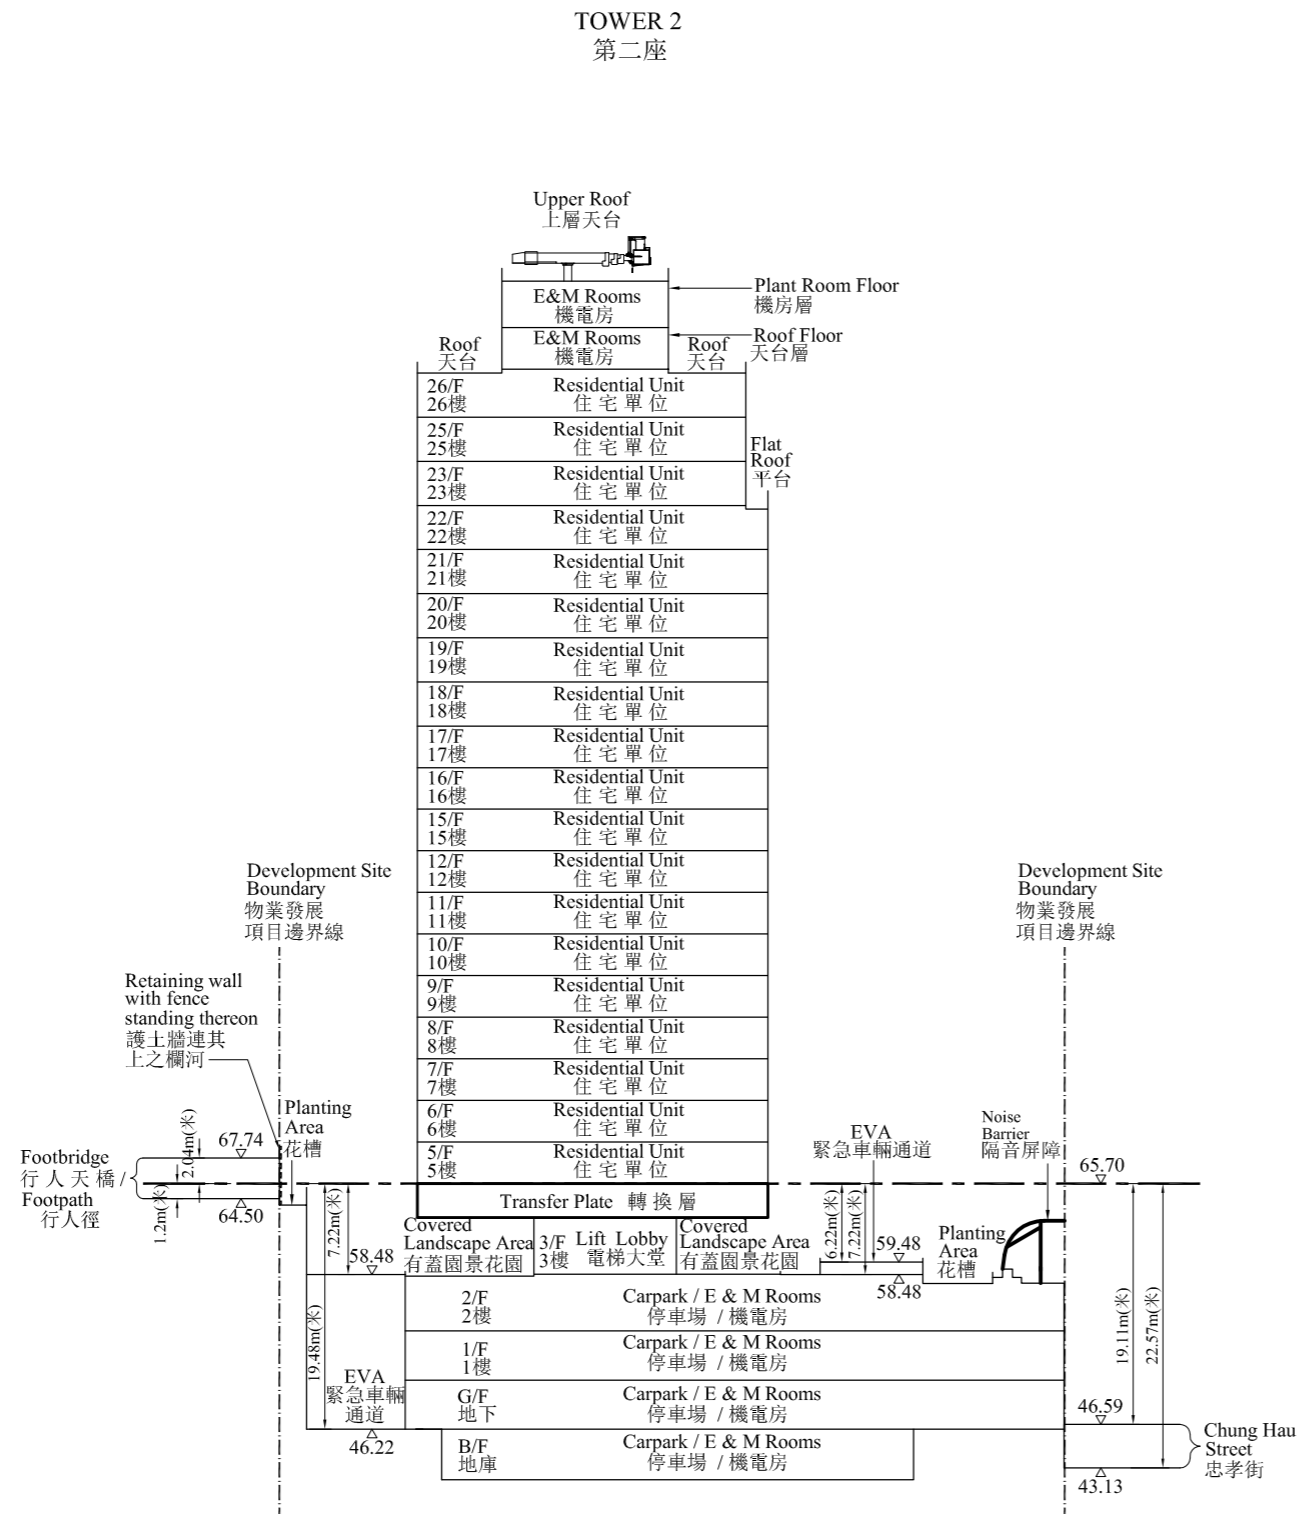 TOWER 2
第二座
Upper Roof
上層天台
E&M Rooms
機電房
Plant Room Floor
機房層
E&M Rooms
機電房
Roof Floor
天台層
Roof
天台
Roof
天台
26/F
26樓
Residential Unit
住宅單位
25/F
25樓
Residential Unit
住宅單位
Flat
Roof
平台
23/F
23樓
Residential Unit
住宅單位
22/F
22樓
Residential Unit
住宅單位
21/F
21樓
Residential Unit
住宅單位
20/F
20樓
Residential Unit
住宅單位
19/F
19樓
Residential Unit
住宅單位
18/F
18樓
Residential Unit
住宅單位
17/F
17樓
Residential Unit
住宅單位
16/F
16樓
Residential Unit
住宅單位
15/F
15樓
Residential Unit
住宅單位
12/F
12樓
Residential Unit
住宅單位
11/F
11樓
Residential Unit
住宅單位
10/F
10樓
Residential Unit
住宅單位
9/F
9樓
Residential Unit
住宅單位
8/F
8樓
Residential Unit
住宅單位
7/F
7樓
Residential Unit
住宅單位
6/F
6樓
Residential Unit
住宅單位
5/F
5樓
Residential Unit
住宅單位
Development Site
Boundary
物業發展
項目邊界線
Development Site
Boundary
物業發展
項目邊界線
Retaining wall
with fence
standing thereon
護土牆連其
上之欄河
Planting
Area
花槽
Footbridge
行人天橋 /
Footpath
行人徑
2.04m(米)
1.2m(米)
67.74
64.50
EVA
緊急車輛通道
Noise
Barrier
隔音屏障
65.70
Transfer Plate 轉換層
7.22m(米)
58.48
Covered
Landscape Area
有蓋園景花園
3/F
3樓
Lift Lobby
電梯大堂
Covered
Landscape Area
有蓋園景花園
6.22m(米)
7.22m(米)
59.48
58.48
Planting
Area
花槽
2/F
2樓
Carpark / E & M Rooms
停車場 / 機電房
1/F
1樓
Carpark / E & M Rooms
停車場 / 機電房
G/F
地下
Carpark / E & M Rooms
停車場 / 機電房
B/F
地庫
Carpark / E & M Rooms
停車場 / 機電房
19.48m(米)
EVA
緊急車輛
通道
46.22
19.11m(米)
22.57m(米)
46.59
43.13
Chung Hau
Street
忠孝街